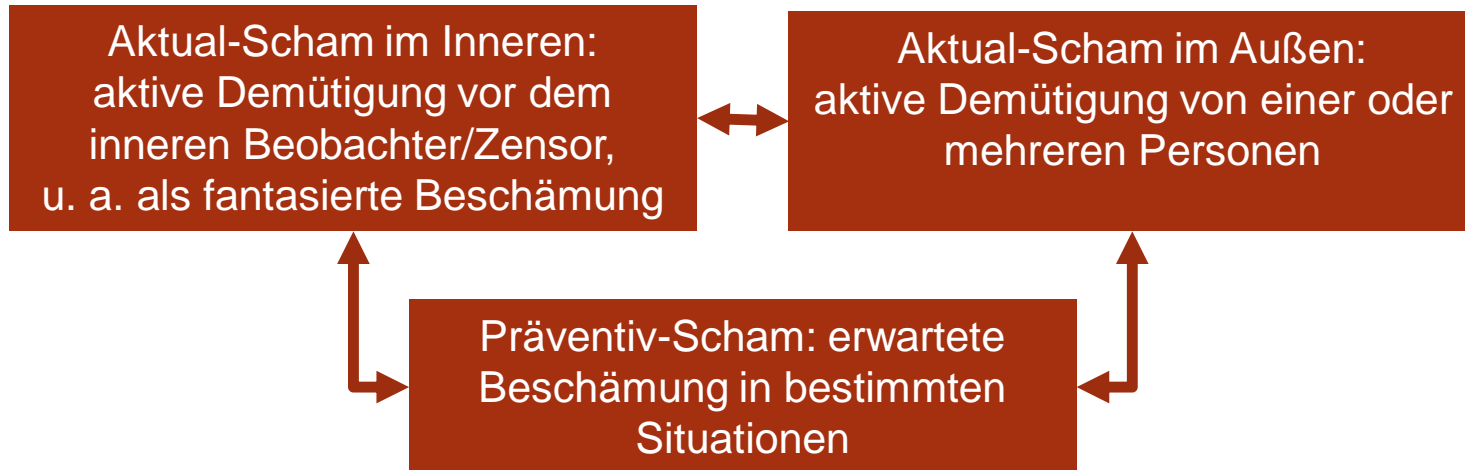 Aktual-Scham im Inneren:
aktive Demütigung vor dem
inneren Beobachter/Zensor,
u. a. als fantasierte Beschämung
Aktual-Scham im Außen:
aktive Demütigung von einer oder
mehreren Personen
Präventiv-Scham: erwartete
Beschämung in bestimmten
Situationen